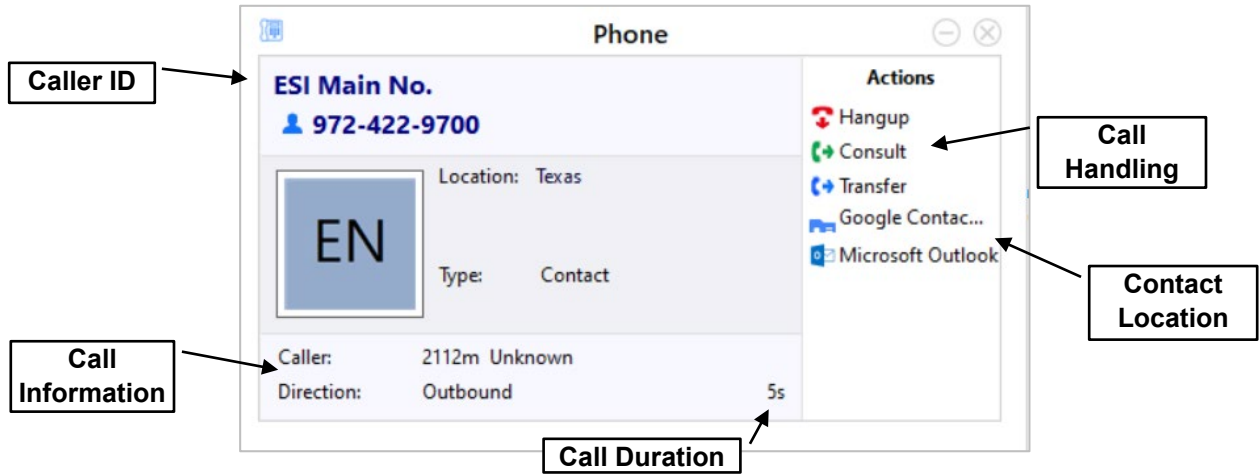 Phone
Caller ID
ESI Main No.
972-422-9700
Location: Texas
EN
Type: Contact
Caller: 2112m Unknown
Direction: Outbound
5s
Actions
Hangup
Consult
Transfer
Google Contac...
Microsoft Outlook
Call
Handling
Contact
Location
Call
Information
Call Duration